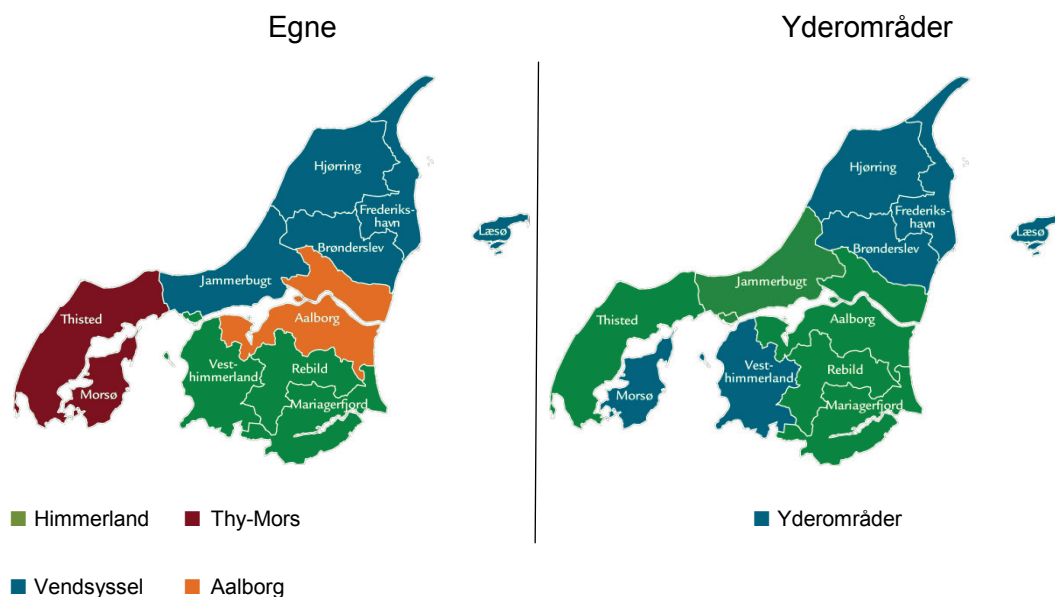 Egne
Hjørring
Frederiks-
havn
Læsø
Brønderslev
Jammerbugt
Thisted
Aalborg
Vest-
himmerland
Rebild
Morsø
Mariagerfjord
Himmerland
Thy-Mors
Vendsyssel
Aalborg
Yderområder
Hjørring
Frederiks-
havn
Læsø
Brønderslev
Jammerbugt
Thisted
Aalborg
Vest-
himmerland
Rebild
Morsø
Mariagerfjord
Yderområder